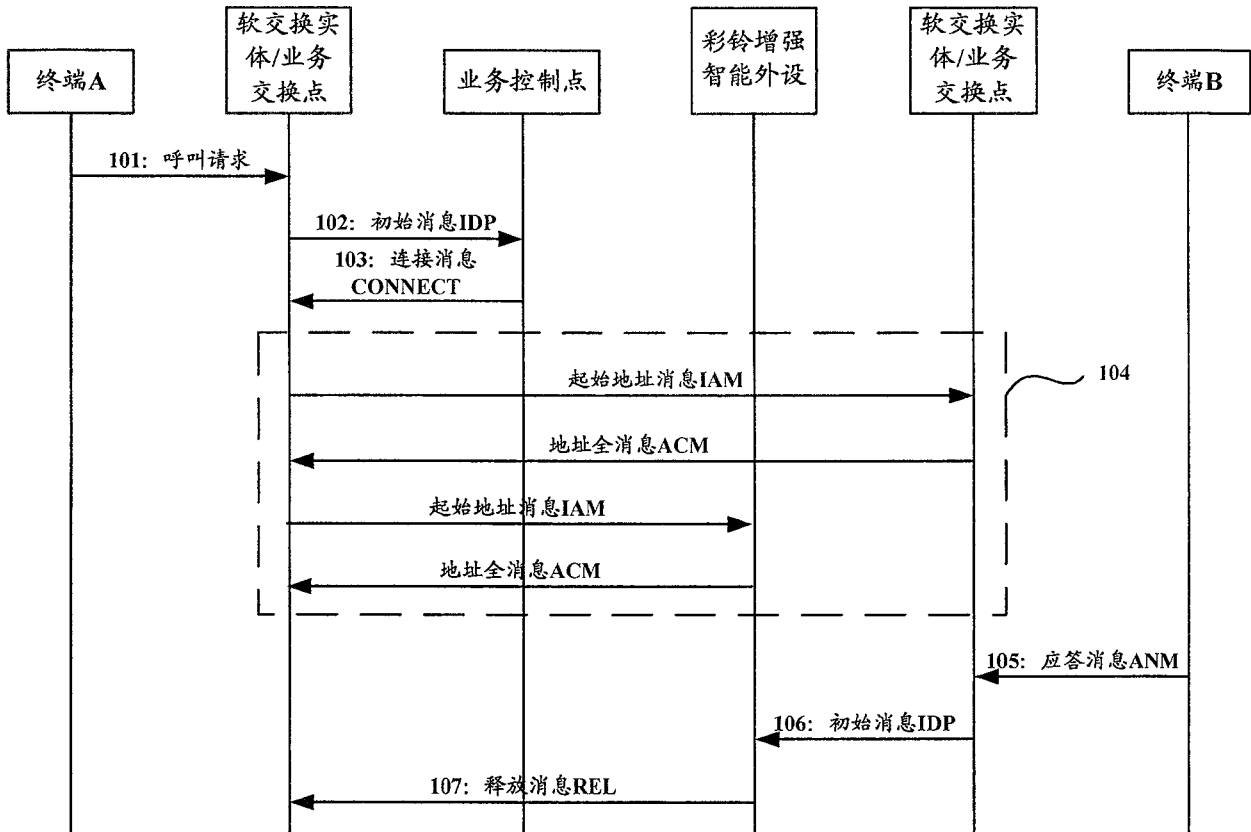 终端A
软交换实
体/业务
交换点
业务控制点
彩铃增强
智能外设
软交换实
体/业务
交换点
终端B
101：呼叫请求
102：初始消息IDP
103：连接消息
CONNECT
起始地址消息IAM
104
地址全消息ACM
起始地址消息IAM
地址全消息ACM
105：应答消息ANM
106：初始消息IDP
107：释放消息REL